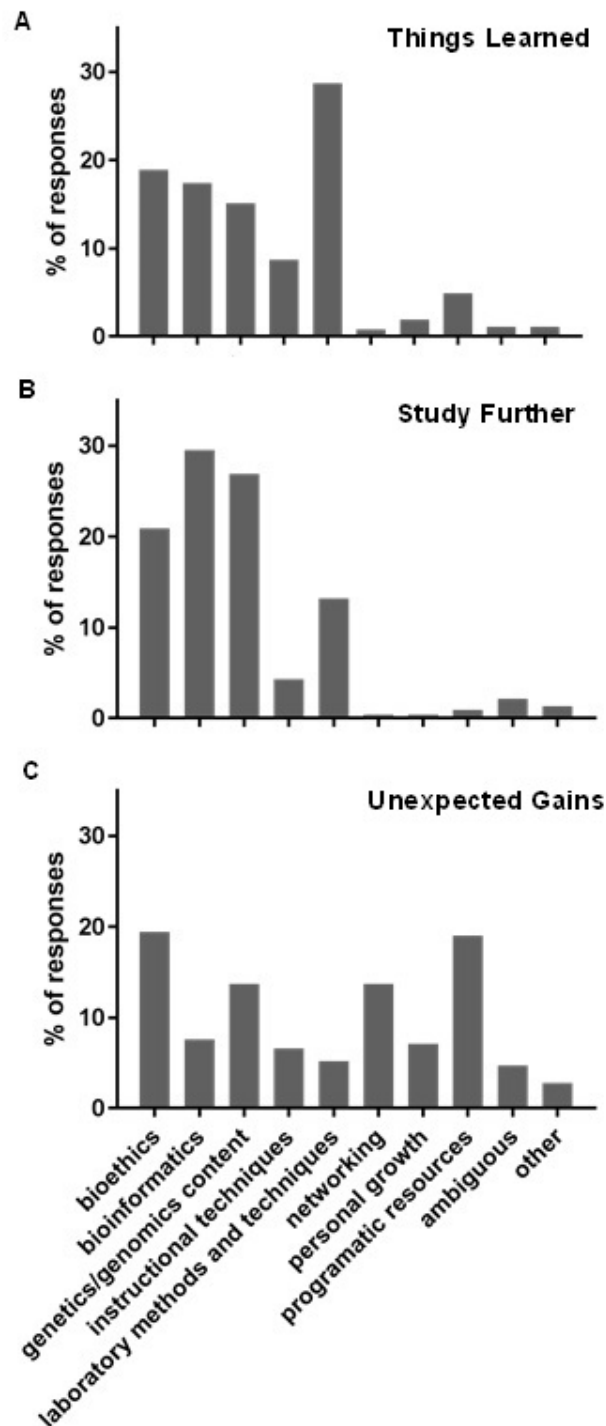 A
Things Learned
% of responses
30
20
10
0
B
Study Further
% of responses
30
20
10
0
C
Unexpected Gains
% of responses
30
20
10
0
bioethics
bioinformatics
genetics/genomics content
instructional techniques
laboratory methods and techniques
networking
personal growth
programatic resources
ambiguous
other